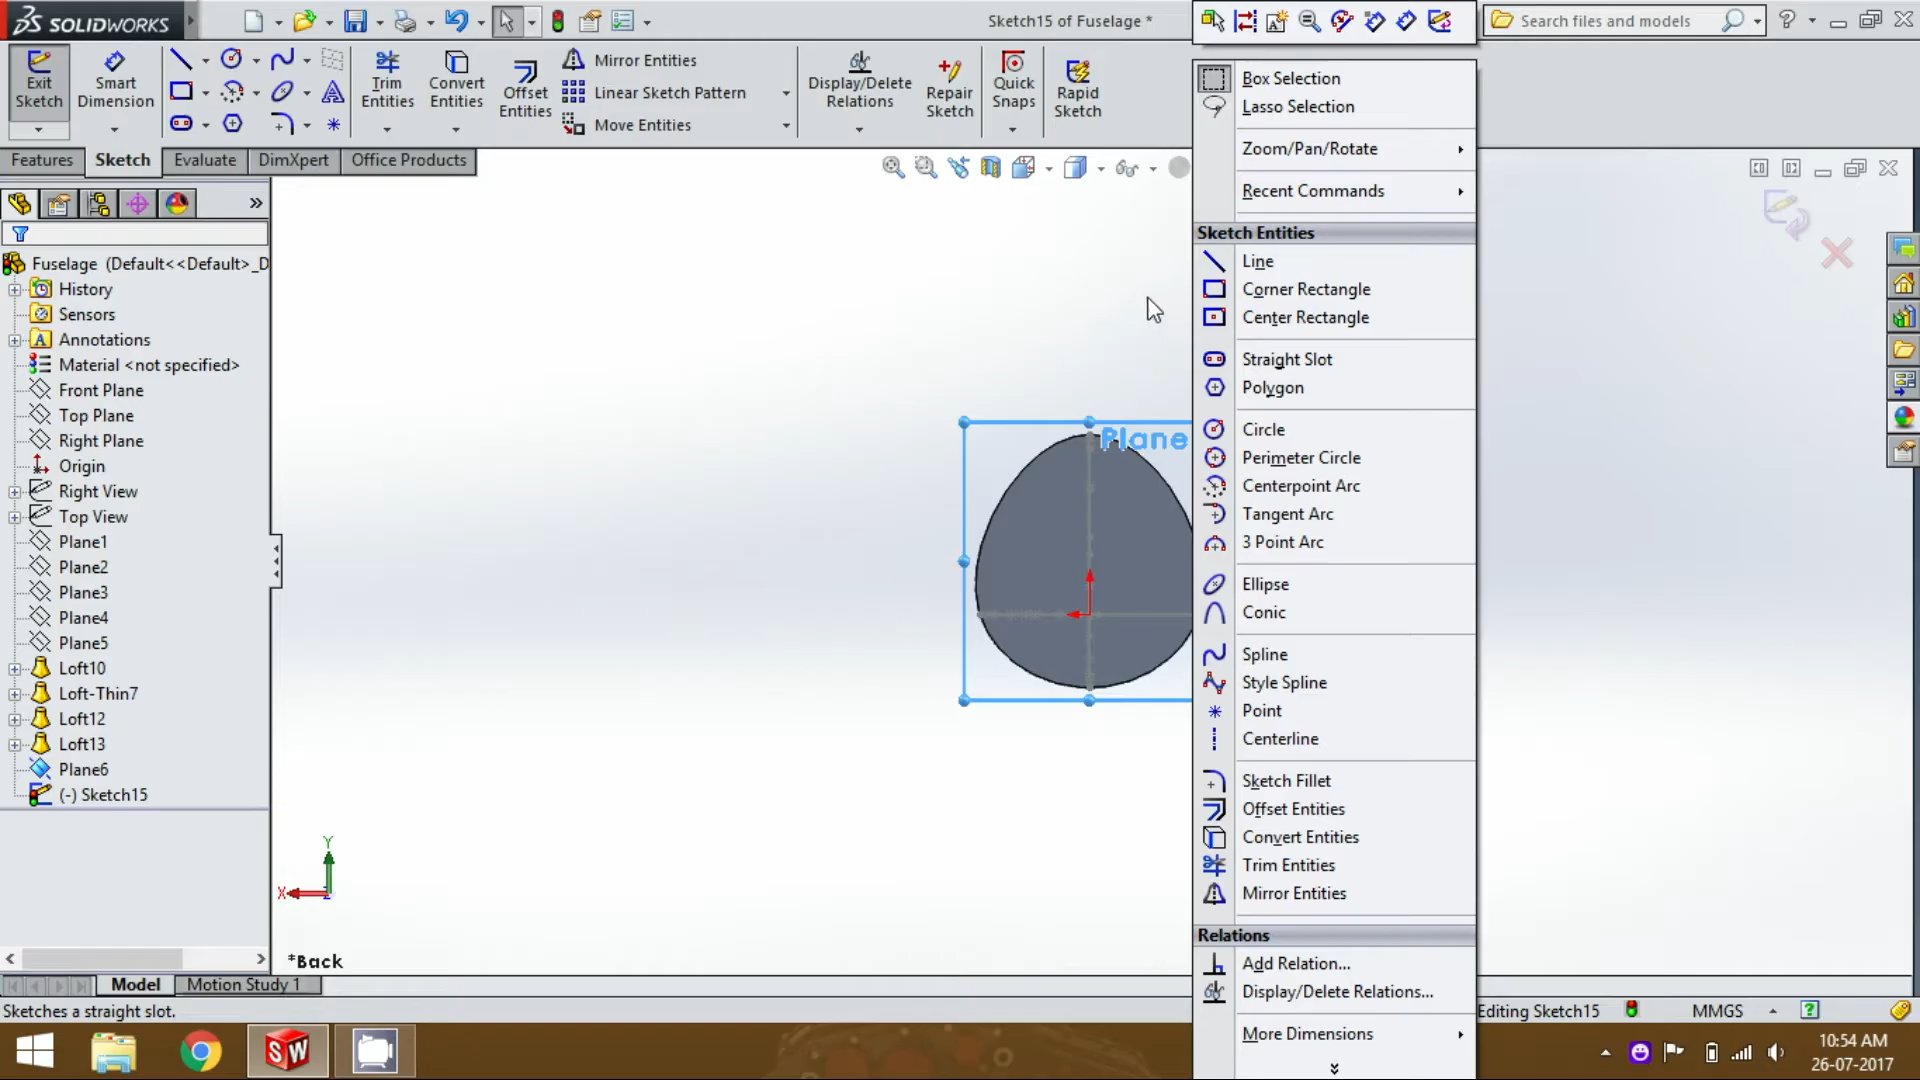 SOLIDWORKS
Sketch15 of Fuselage *
Search files and models
Exit
Sketch
Smart
Dimension
Trim
Entities
Convert
Entities
Offset
Entities
Mirror Entities
Linear Sketch Pattern
Move Entities
Display/Delete
Relations
Repair
Sketch
Quick
Snaps
Rapid
Sketch
Features
Sketch
Evaluate
DimXpert
Office Products
Fuselage (Default<<Default>_D
History
Sensors
Annotations
Material <not specified>
Front Plane
Top Plane
Right Plane
Origin
Right View
Top View
Plane1
Plane2
Plane3
Plane4
Plane5
Loft10
Loft-Thin7
Loft12
Loft13
Plane6
(-) Sketch15
Plane
Y
X
*Back
Box Selection
Lasso Selection
Zoom/Pan/Rotate
Recent Commands
Sketch Entities
Line
Corner Rectangle
Center Rectangle
Straight Slot
Polygon
Circle
Perimeter Circle
Centerpoint Arc
Tangent Arc
3 Point Arc
Ellipse
Conic
Spline
Style Spline
Point
Centerline
Sketch Fillet
Offset Entities
Convert Entities
Trim Entities
Mirror Entities
Relations
Add Relation...
Display/Delete Relations...
More Dimensions
Model
Motion Study 1
Sketches a straight slot.
Editing Sketch15
MMGS
SW
10:54 AM
26-07-2017